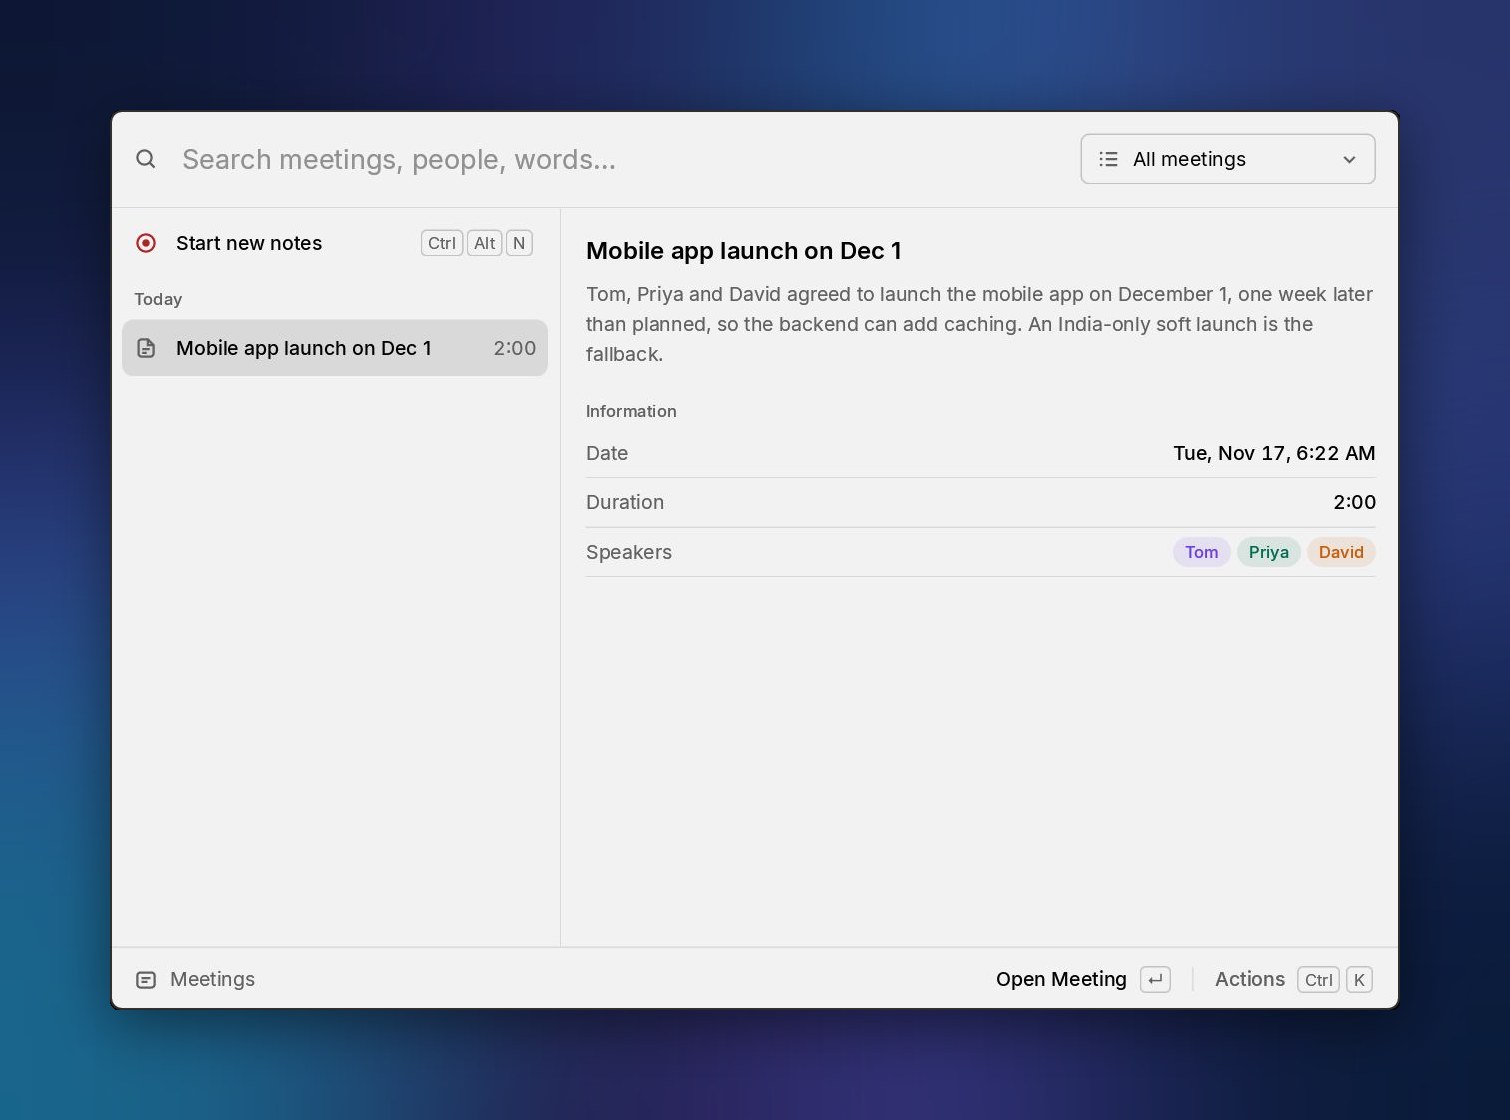 Search meetings, people, words...
All meetings
Start new notes
Ctrl Alt N
Today
Mobile app launch on Dec 1
2:00
Mobile app launch on Dec 1
Tom, Priya and David agreed to launch the mobile app on December 1, one week later
than planned, so the backend can add caching. An India-only soft launch is the
fallback.
Information
Date
Tue, Nov 17, 6:22 AM
Duration
2:00
Speakers
Tom Priya David
Meetings
Open Meeting
Actions Ctrl K